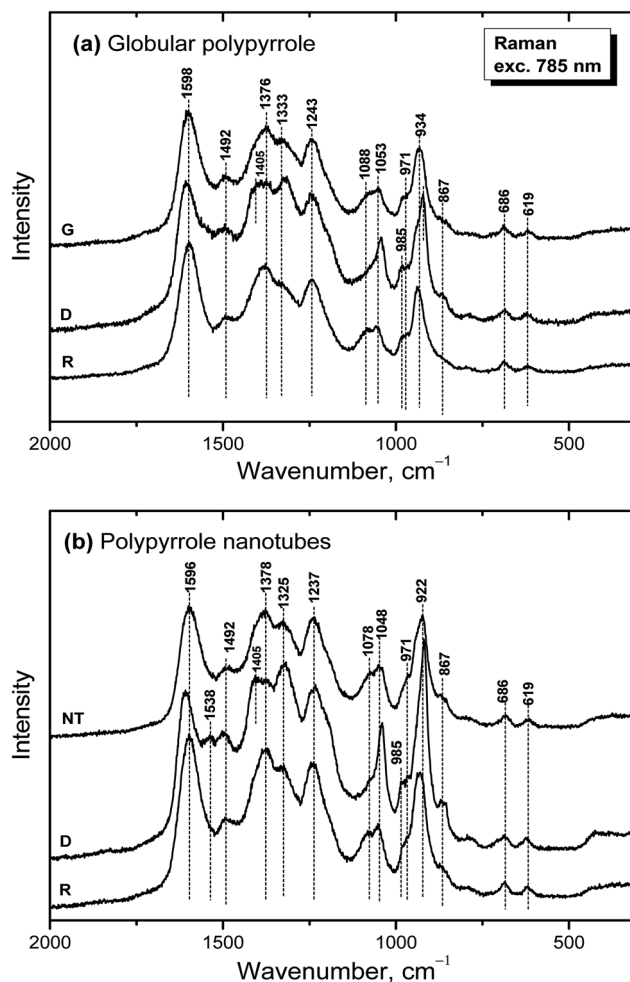 (a) Globular polypyrrole
Raman
exc. 785 nm
1598
1492
1405
1376
1333
1243
1088
1053
985
971
934
867
686
619
G
D
R
Intensity
2000
1500
1000
500
Wavenumber, cm⁻¹
(b) Polypyrrole nanotubes
1596
1538
1492
1405
1378
1325
1237
1078
1048
985
971
922
867
686
619
NT
D
R
Intensity
2000
1500
1000
500
Wavenumber, cm⁻¹